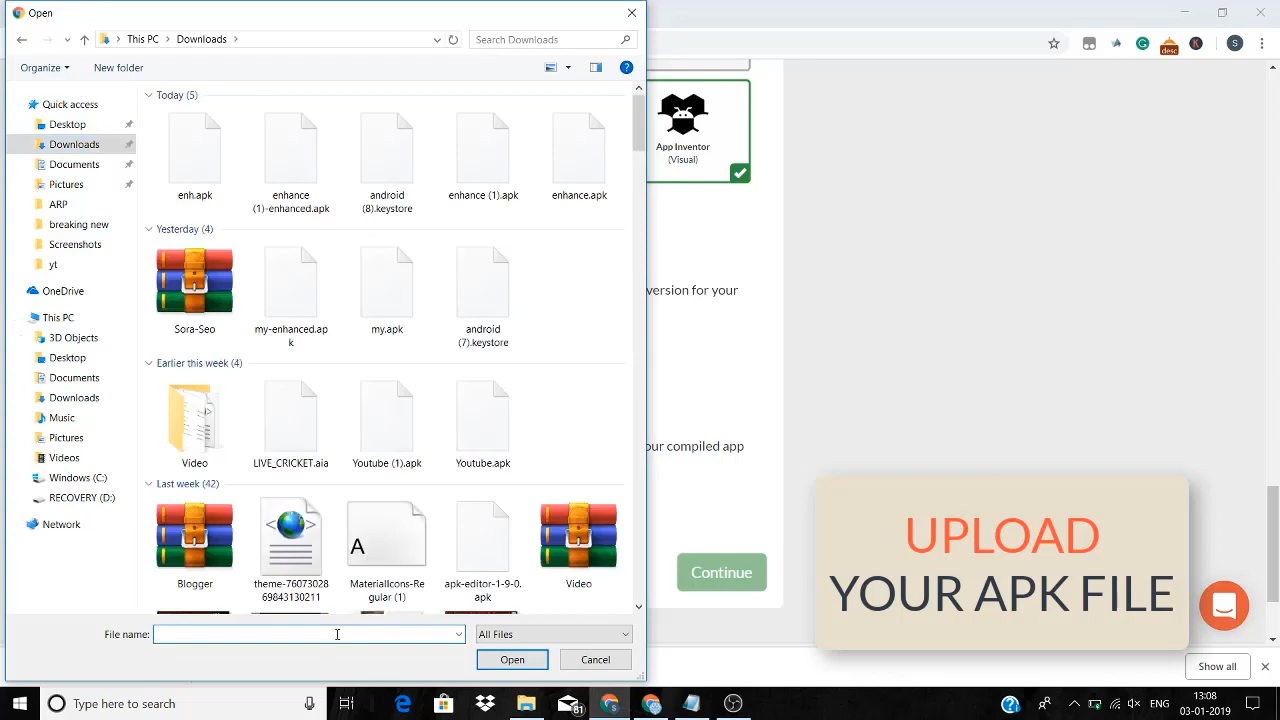 Open
This PC
Downloads
Search Downloads
Organize
New folder
desc
S
Quick access
Desktop
Downloads
Documents
Pictures
ARP
breaking new
Screenshots
yt
OneDrive
This PC
3D Objects
Desktop
Documents
Downloads
Music
Pictures
Videos
Windows (C:)
RECOVERY (D:)
Network
Today (5)
enh.apk
enhance
(1)-enhanced.apk
android
(8).keystore
enhance (1).apk
enhance.apk
Yesterday (4)
Sora-Seo
my-enhanced.ap
k
my.apk
android
(7).keystore
Earlier this week (4)
Video
LIVE_CRICKET.aia
Youtube (1).apk
Youtube.apk
Last week (42)
Blogger
theme-76073028
69843130211
A
MaterialIcons-Re
gular (1)
apk-editor-1-9-0.
apk
Video
File name:
All Files
Open
Cancel
App Inventor
(Visual)
version for your
our compiled app
Continue
UPLOAD
YOUR APK FILE
Show all
Type here to search
81
ENG
13:08
03-01-2019